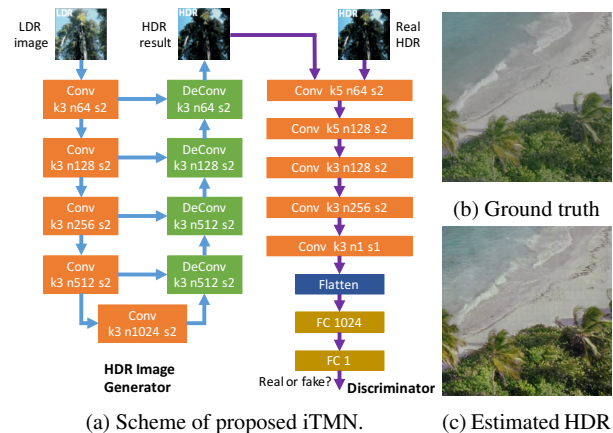 LDR image
HDR result
Real HDR
LDR
HDR
HDR
Conv
k3 n64 s2
Conv
k3 n128 s2
Conv
k3 n256 s2
Conv
k3 n512 s2
Conv
k3 n1024 s2
DeConv
k3 n64 s2
DeConv
k3 n128 s2
DeConv
k3 n512 s2
DeConv
k3 n512 s2
HDR Image
Generator
Conv k5 n64 s2
Conv k5 n128 s2
Conv k3 n128 s2
Conv k3 n256 s2
Conv k3 n1 s1
Flatten
FC 1024
FC 1
Real or fake?
Discriminator
(a) Scheme of proposed iTMN.
(b) Ground truth
(c) Estimated HDR